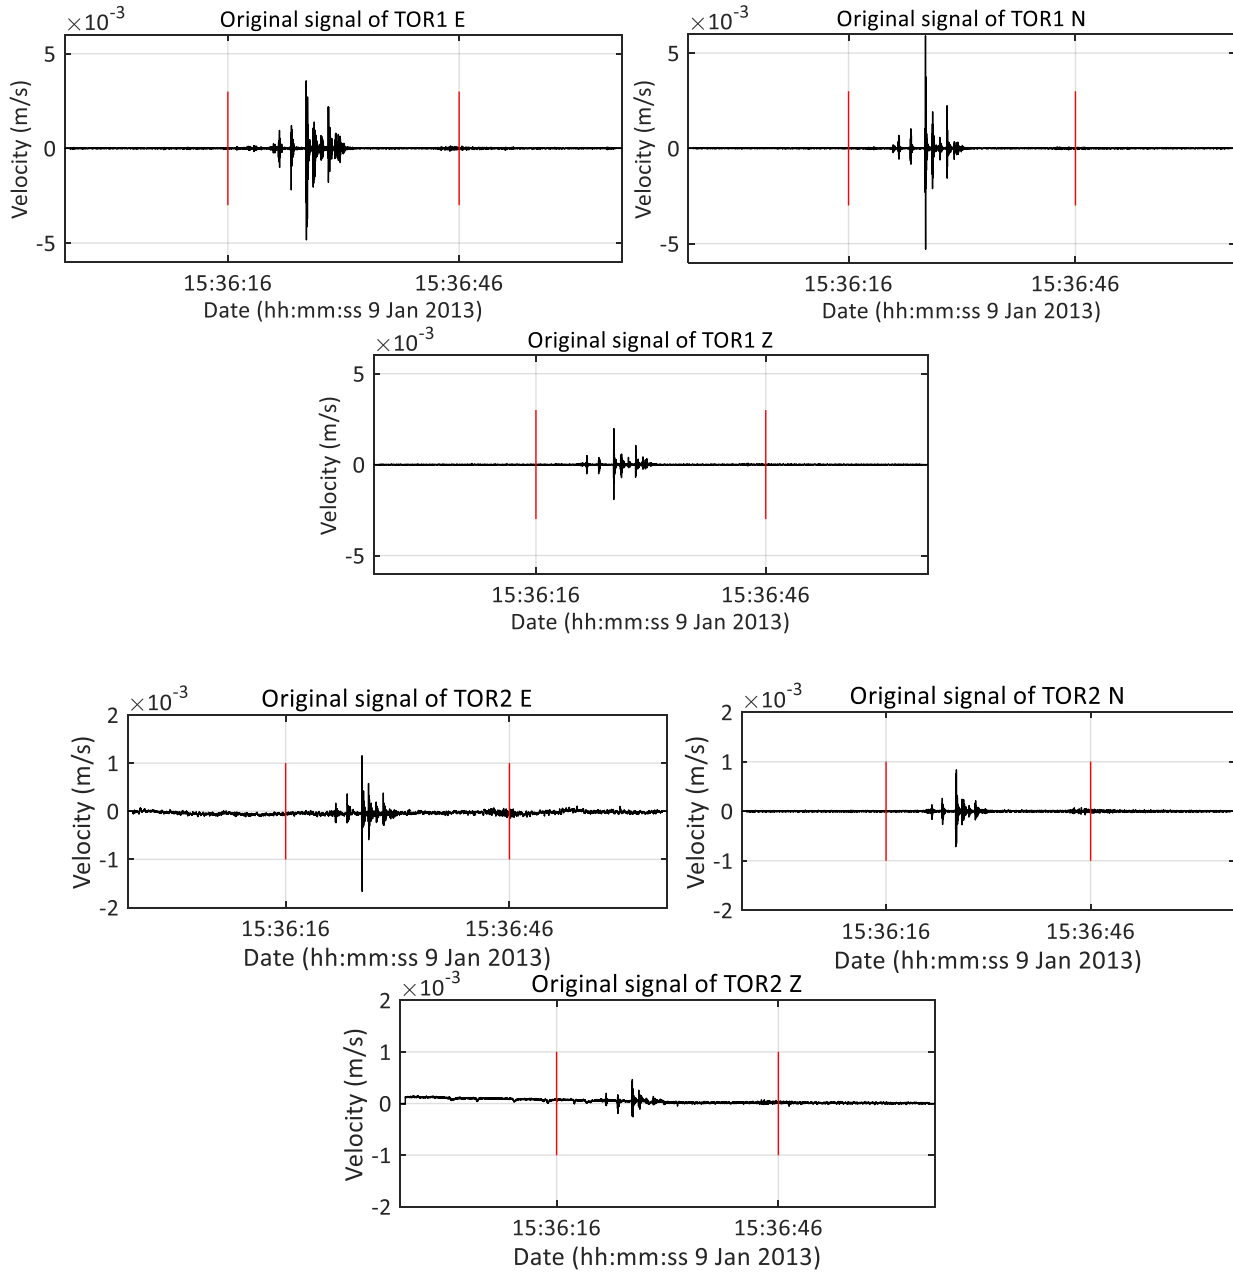 Original signal of TOR1 E
×10-3
5
0
-5
Velocity (m/s)
15:36:16 15:36:46
Date (hh:mm:ss 9 Jan 2013)
Original signal of TOR1 N
×10-3
5
0
-5
Velocity (m/s)
15:36:16 15:36:46
Date (hh:mm:ss 9 Jan 2013)
Original signal of TOR1 Z
×10-3
5
0
-5
Velocity (m/s)
15:36:16 15:36:46
Date (hh:mm:ss 9 Jan 2013)
Original signal of TOR2 E
×10-3
2
1
0
-1
-2
Velocity (m/s)
15:36:16 15:36:46
Date (hh:mm:ss 9 Jan 2013)
Original signal of TOR2 N
×10-3
2
1
0
-1
-2
Velocity (m/s)
15:36:16 15:36:46
Date (hh:mm:ss 9 Jan 2013)
Original signal of TOR2 Z
×10-3
2
1
0
-1
-2
Velocity (m/s)
15:36:16 15:36:46
Date (hh:mm:ss 9 Jan 2013)